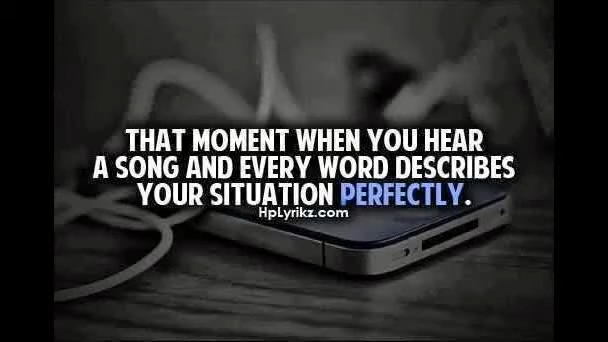 THAT MOMENT WHEN YOU HEAR
A SONG AND EVERY WORD DESCRIBES
YOUR SITUATION PERFECTLY.
HpLyrikz.com